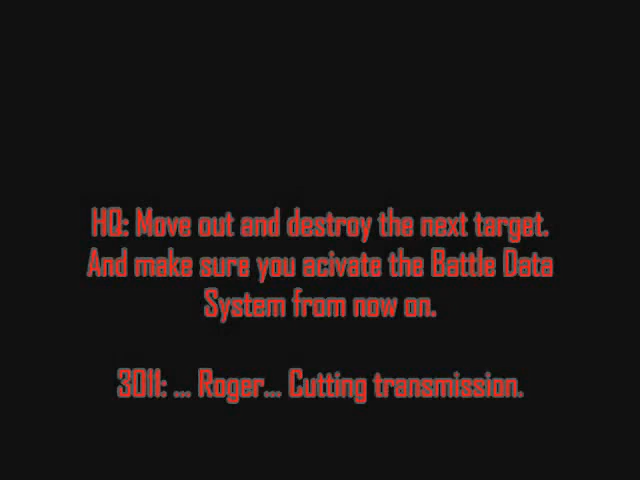 HQ: Move out and destroy the next target.
And make sure you acivate the Battle Data
System from now on.
3011: ... Roger... Cutting transmission.